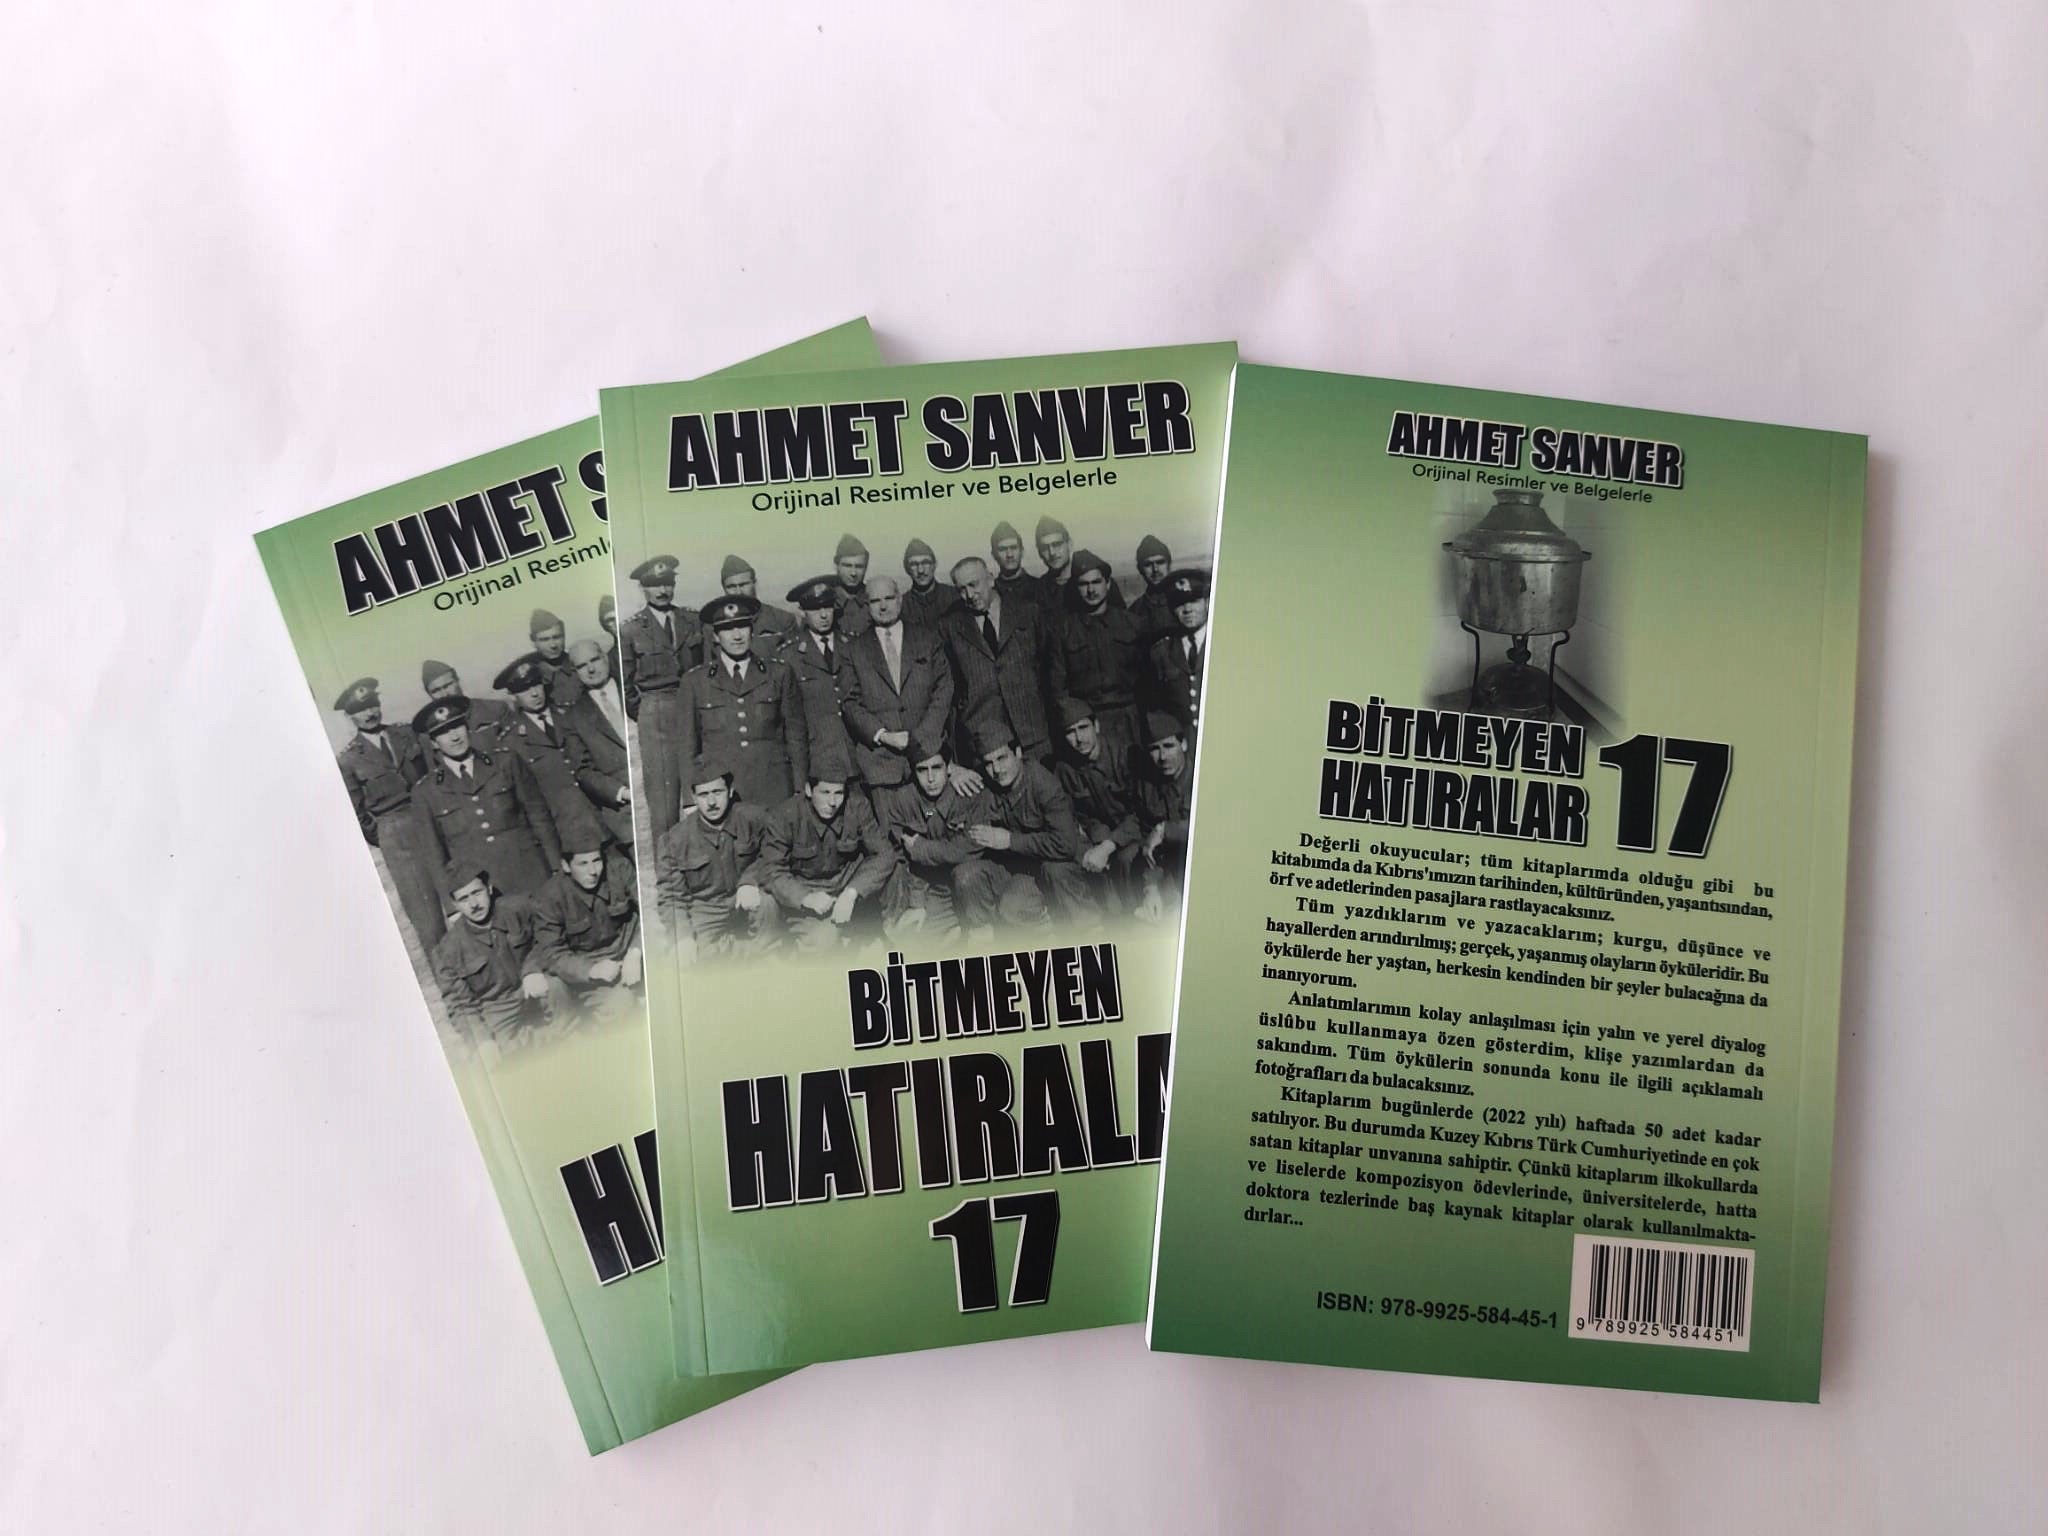 AHMET S
Orijinal Resiml
HA
AHMET SANVER
Orijinal Resimler ve Belgelerle
BİTMEYEN
HATIRALA
17
AHMET SANVER
Orijinal Resimler ve Belgelerle
BİTMEYEN
HATIRALAR 17
Değerli okuyucular; tüm kitaplarımda olduğu gibi bu
kitabımda da Kıbrıs'ımızın tarihinden, kültüründen, yaşantısından,
örf ve adetlerinden pasajlara rastlayacaksınız.
Tüm yazdıklarım ve yazacaklarım; kurgu, düşünce ve
hayallerden arındırılmış; gerçek, yaşanmış olayların öyküleridir. Bu
öykülerde her yaştan, herkesin kendinden bir şeyler bulacağına da
inanıyorum.
Anlatımlarımın kolay anlaşılması için yalın ve yerel diyalog
üslûbu kullanmaya özen gösterdim, klişe yazımlardan da
sakındım. Tüm öykülerin sonunda konu ile ilgili açıklamalı
fotoğrafları da bulacaksınız.
Kitaplarım bugünlerde (2022 yılı) haftada 50 adet kadar
satılıyor. Bu durumda Kuzey Kıbrıs Türk Cumhuriyetinde en çok
satan kitaplar unvanına sahiptir. Çünkü kitaplarım ilkokullarda
ve liselerde kompozisyon ödevlerinde, üniversitelerde, hatta
doktora tezlerinde baş kaynak kitaplar olarak kullanılmakta-
dırlar...
ISBN: 978-9925-584-45-1
9 789925 584451